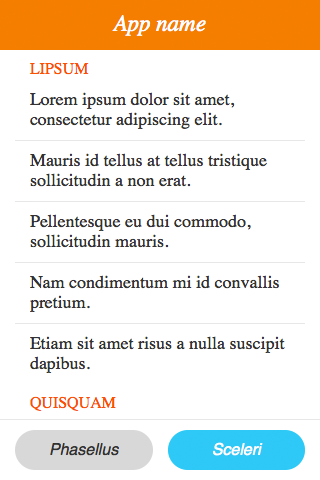 App name
LIPSUM
Lorem ipsum dolor sit amet,
consectetur adipiscing elit.
Mauris id tellus at tellus tristique
sollicitudin a non erat.
Pellentesque eu dui commodo,
sollicitudin mauris.
Nam condimentum mi id convallis
pretium.
Etiam sit amet risus a nulla suscipit
dapibus.
QUISQUAM
Phasellus
Sceleri